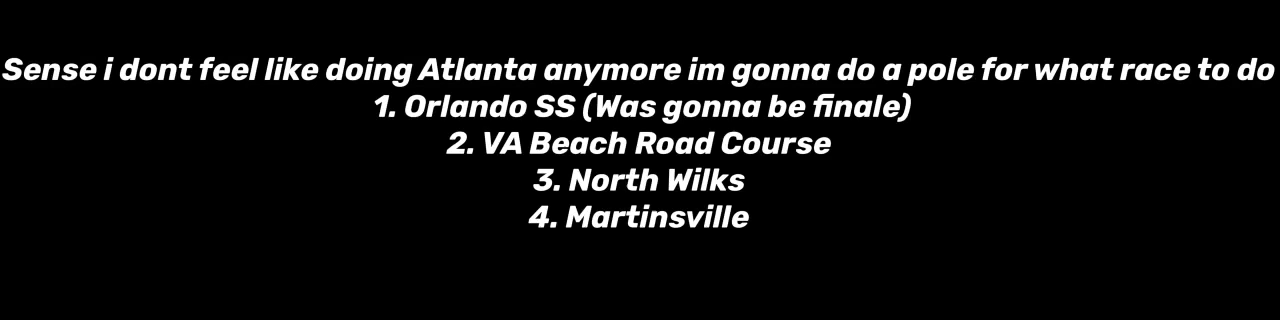 Sense i dont feel like doing Atlanta anymore im gonna do a pole for what race to do
1. Orlando SS (Was gonna be finale)
2. VA Beach Road Course
3. North Wilks
4. Martinsville